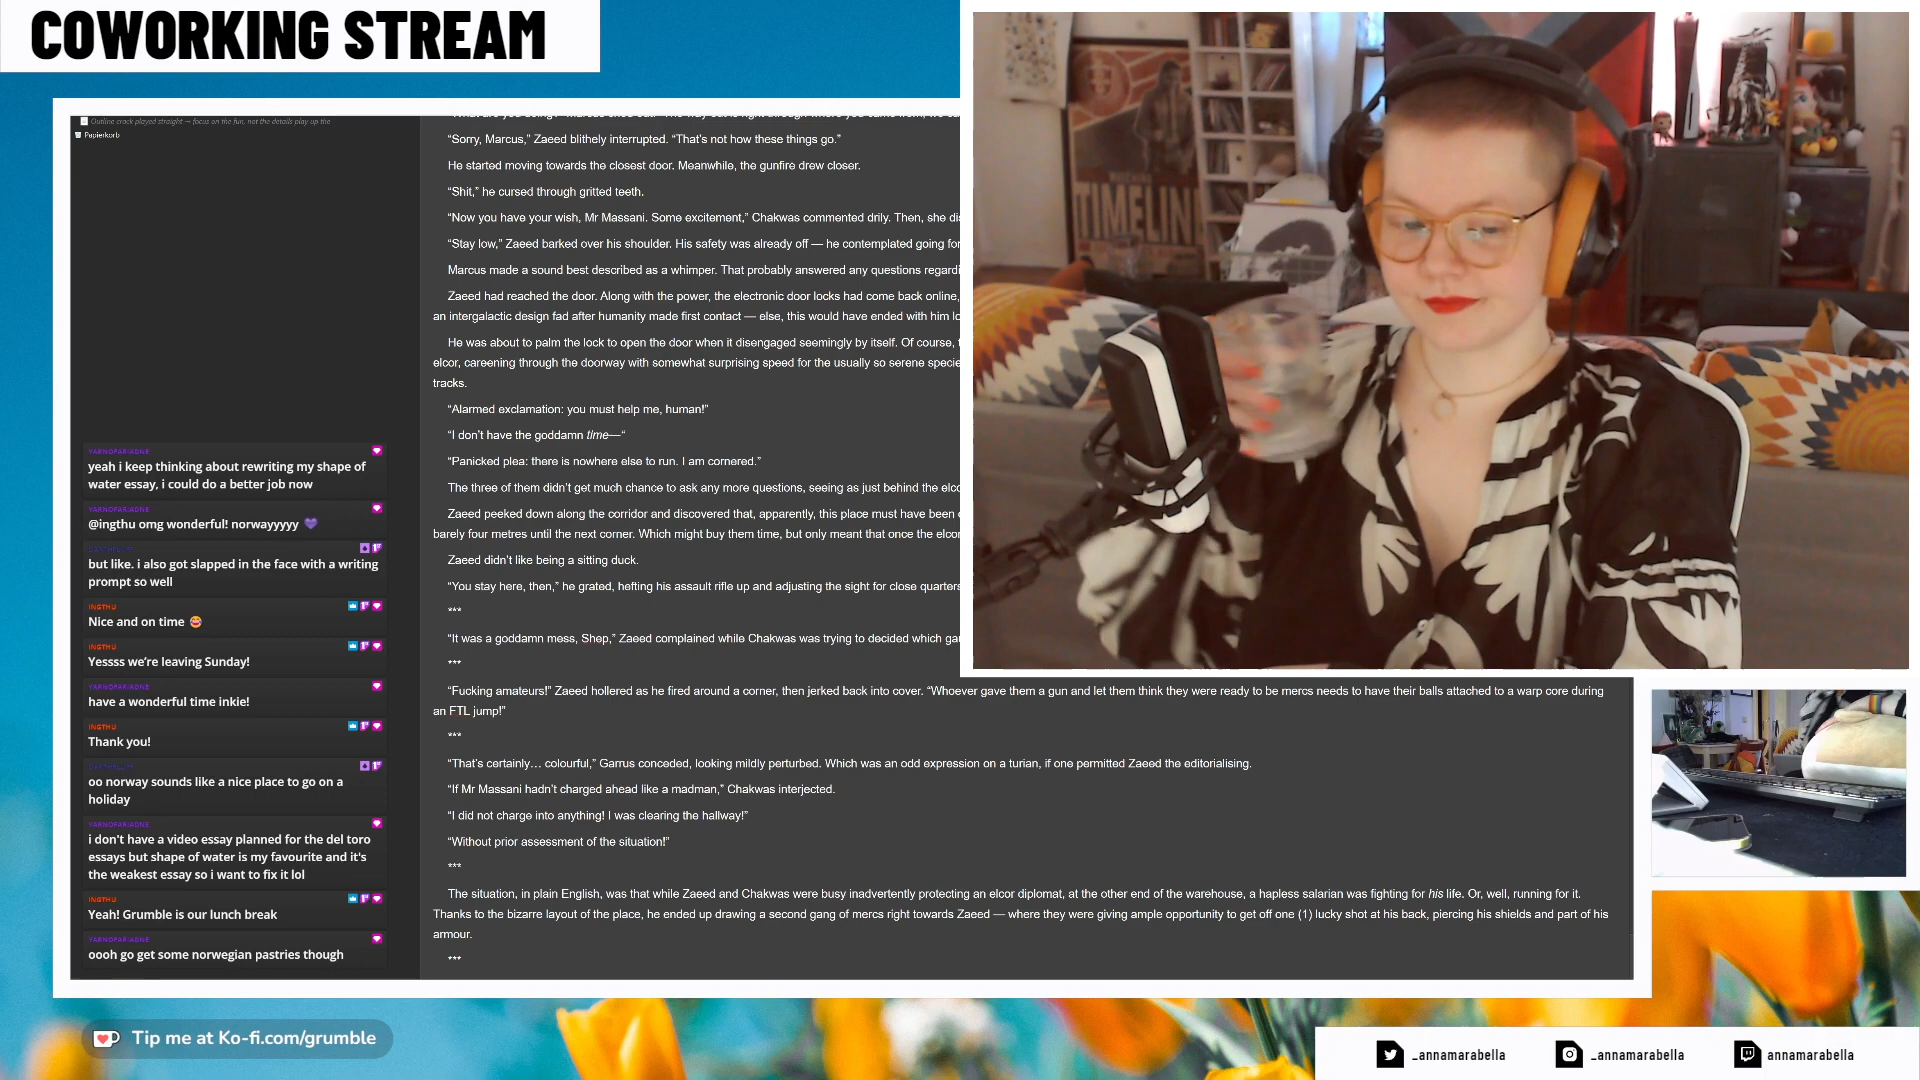 COWORKING STREAM
Outline crack played straight → focus on the fun, not the details play up the
Papierkorb
YARNOFARIADNE
yeah i keep thinking about rewriting my shape of
water essay, i could do a better job now
YARNOFARIADNE
@ingthu omg wonderful! norwayyyyy 💜
but like. i also got slapped in the face with a writing
prompt so well
INGTHU
Nice and on time
INGTHU
Yessss we’re leaving Sunday!
YARNOFARIADNE
have a wonderful time inkie!
INGTHU
Thank you!
oo norway sounds like a nice place to go on a
holiday
YARNOFARIADNE
i don't have a video essay planned for the del toro
essays but shape of water is my favourite and it's
the weakest essay so i want to fix it lol
INGTHU
Yeah! Grumble is our lunch break
YARNOFARIADNE
oooh go get some norwegian pastries though
“Sorry, Marcus,” Zaeed blithely interrupted. “That’s not how these things go.”
He started moving towards the closest door. Meanwhile, the gunfire drew closer.
“Shit,” he cursed through gritted teeth.
“Now you have your wish, Mr Massani. Some excitement,” Chakwas commented drily. Then, she
“Stay low,” Zaeed barked over his shoulder. His safety was already off — he contemplated going
Marcus made a sound best described as a whimper. That probably answered any questions
Zaeed had reached the door. Along with the power, the electronic door locks had come back online,
an intergalactic design fad after humanity made first contact — else, this would have ended with him
He was about to palm the lock to open the door when it disengaged seemingly by itself. Of course,
elcor, careening through the doorway with somewhat surprising speed for the usually so serene
tracks.
“Alarmed exclamation: you must help me, human!”
“I don’t have the goddamn time—“
“Panicked plea: there is nowhere else to run. I am cornered.”
The three of them didn’t get much chance to ask any more questions, seeing as just behind the
Zaeed peeked down along the corridor and discovered that, apparently, this place must have been
barely four metres until the next corner. Which might buy them time, but only meant that once the
Zaeed didn’t like being a sitting duck.
“You stay here, then,” he grated, hefting his assault rifle up and adjusting the sight for close quarters
***
“It was a goddamn mess, Shep,” Zaeed complained while Chakwas was trying to decided which
***
“Fucking amateurs!” Zaeed hollered as he fired around a corner, then jerked back into cover. “Whoever gave them a gun and let them think they were ready to be mercs needs to have their balls attached to a warp core during
an FTL jump!”
***
“That’s certainly… colourful,” Garrus conceded, looking mildly perturbed. Which was an odd expression on a turian, if one permitted Zaeed the editorialising.
“If Mr Massani hadn’t charged ahead like a madman,” Chakwas interjected.
“I did not charge into anything! I was clearing the hallway!”
“Without prior assessment of the situation!”
***
The situation, in plain English, was that while Zaeed and Chakwas were busy inadvertently protecting an elcor diplomat, at the other end of the warehouse, a hapless salarian was fighting for his life. Or, well, running for it.
Thanks to the bizarre layout of the place, he ended up drawing a second gang of mercs right towards Zaeed — where they were giving ample opportunity to get off one (1) lucky shot at his back, piercing his shields and part of his
armour.
***
TIMELINE
Tip me at Ko-fi.com/grumble
_annamarabella
_annamarabella
annamarabella